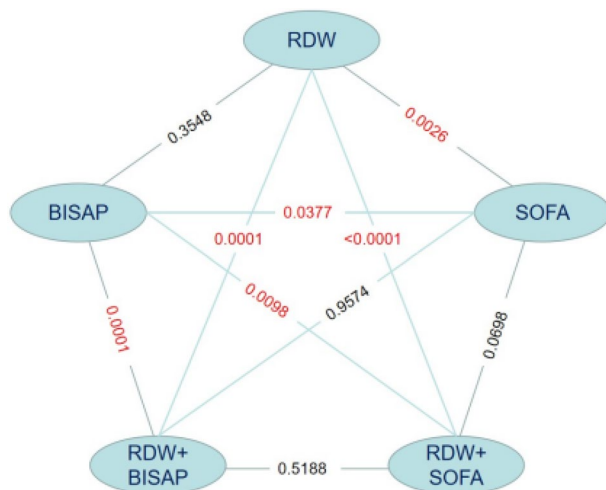 RDW
0.3548
0.0026
BISAP
0.0377
SOFA
0.0001
<0.0001
0.0098
0.9574
0.0001
0.0698
RDW+
BISAP
0.5188
RDW+
SOFA